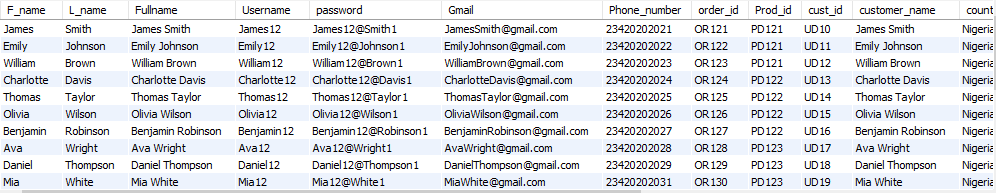 F_name L_name Fullname Username password Gmail Phone_number order_id Prod_id cust_id customer_name count
James Smith James Smith James12 James12@Smith1 JamesSmith@gmail.com 23420202021 OR121 PD121 UD10 James Smith Nigeria
Emily Johnson Emily Johnson Emily12 Emily12@Johnson1 EmilyJohnson@gmail.com 23420202022 OR122 PD121 UD11 Emily Johnson Nigeria
William Brown William Brown William12 William12@Brown1 WilliamBrown@gmail.com 23420202023 OR123 PD121 UD12 William Brown Nigeria
Charlotte Davis Charlotte Davis Charlotte12 Charlotte12@Davis1 CharlotteDavis@gmail.com 23420202024 OR124 PD122 UD13 Charlotte Davis Nigeria
Thomas Taylor Thomas Taylor Thomas12 Thomas12@Taylor1 ThomasTaylor@gmail.com 23420202025 OR125 PD122 UD14 Thomas Taylor Nigeria
Olivia Wilson Olivia Wilson Olivia12 Olivia12@Wilson1 OliviaWilson@gmail.com 23420202026 OR126 PD122 UD15 Olivia Wilson Nigeria
Benjamin Robinson Benjamin Robinson Benjamin12 Benjamin12@Robinson1 BenjaminRobinson@gmail.com 23420202027 OR127 PD122 UD16 Benjamin Robinson Nigeria
Ava Wright Ava Wright Ava12 Ava12@Wright1 AvaWright@gmail.com 23420202028 OR128 PD123 UD17 Ava Wright Nigeria
Daniel Thompson Daniel Thompson Daniel12 Daniel12@Thompson1 DanielThompson@gmail.com 23420202029 OR129 PD123 UD18 Daniel Thompson Nigeria
Mia White Mia White Mia12 Mia12@White1 MiaWhite@gmail.com 23420202031 OR130 PD123 UD19 Mia White Nigeria